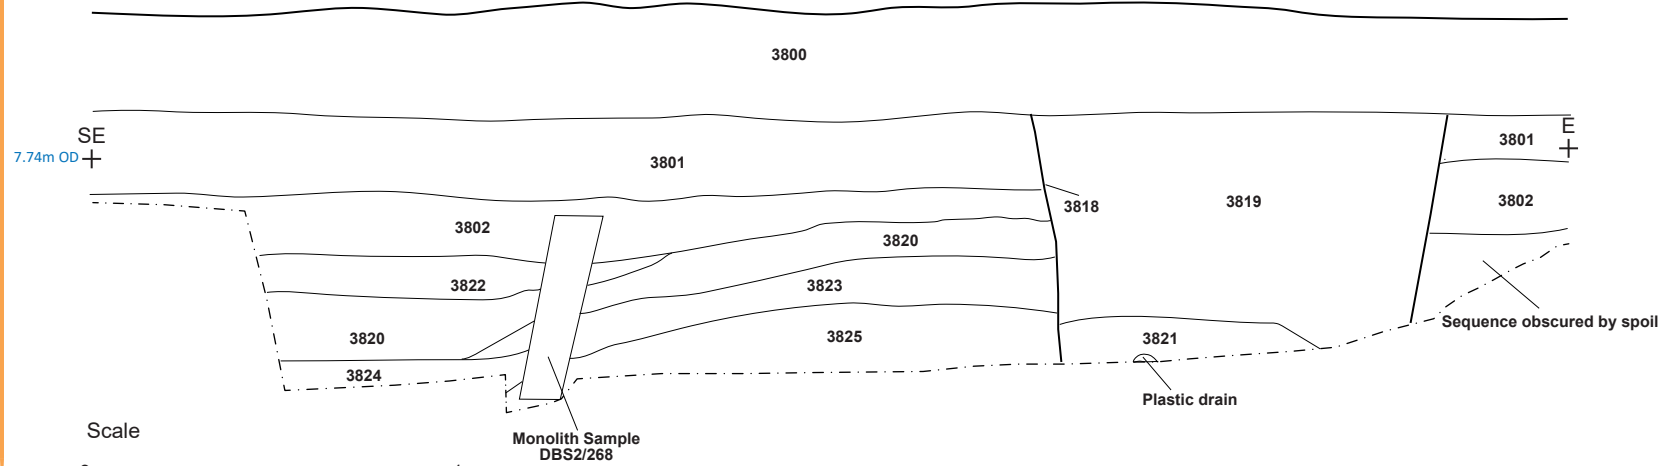 3800
SE
7.74m OD
3801
E
3801
3818
3819
3802
3802
3820
3822
3823
Sequence obscured by spoil
3820
3825
3821
3824
Plastic drain
Scale
Monolith Sample
DBS2/268